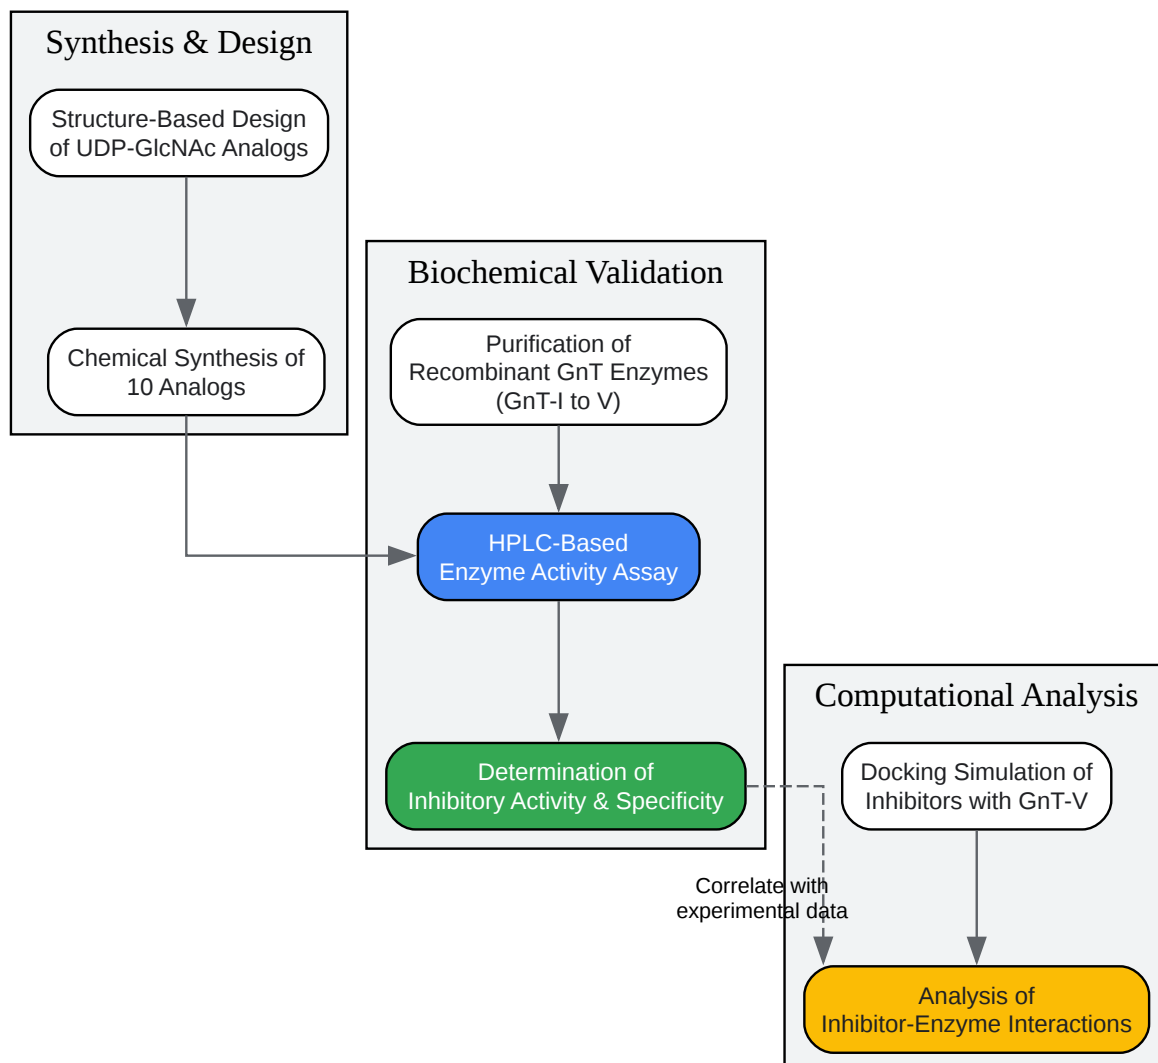 Synthesis & Design
Structure-Based Design
of UDP-GlcNAc Analogs
Chemical Synthesis of
10 Analogs
Biochemical Validation
Purification of
Recombinant GnT Enzymes
(GnT-I to V)
HPLC-Based
Enzyme Activity Assay
Determination of
Inhibitory Activity & Specificity
Correlate with
experimental data
Computational Analysis
Docking Simulation of
Inhibitors with GnT-V
Analysis of
Inhibitor-Enzyme Interactions